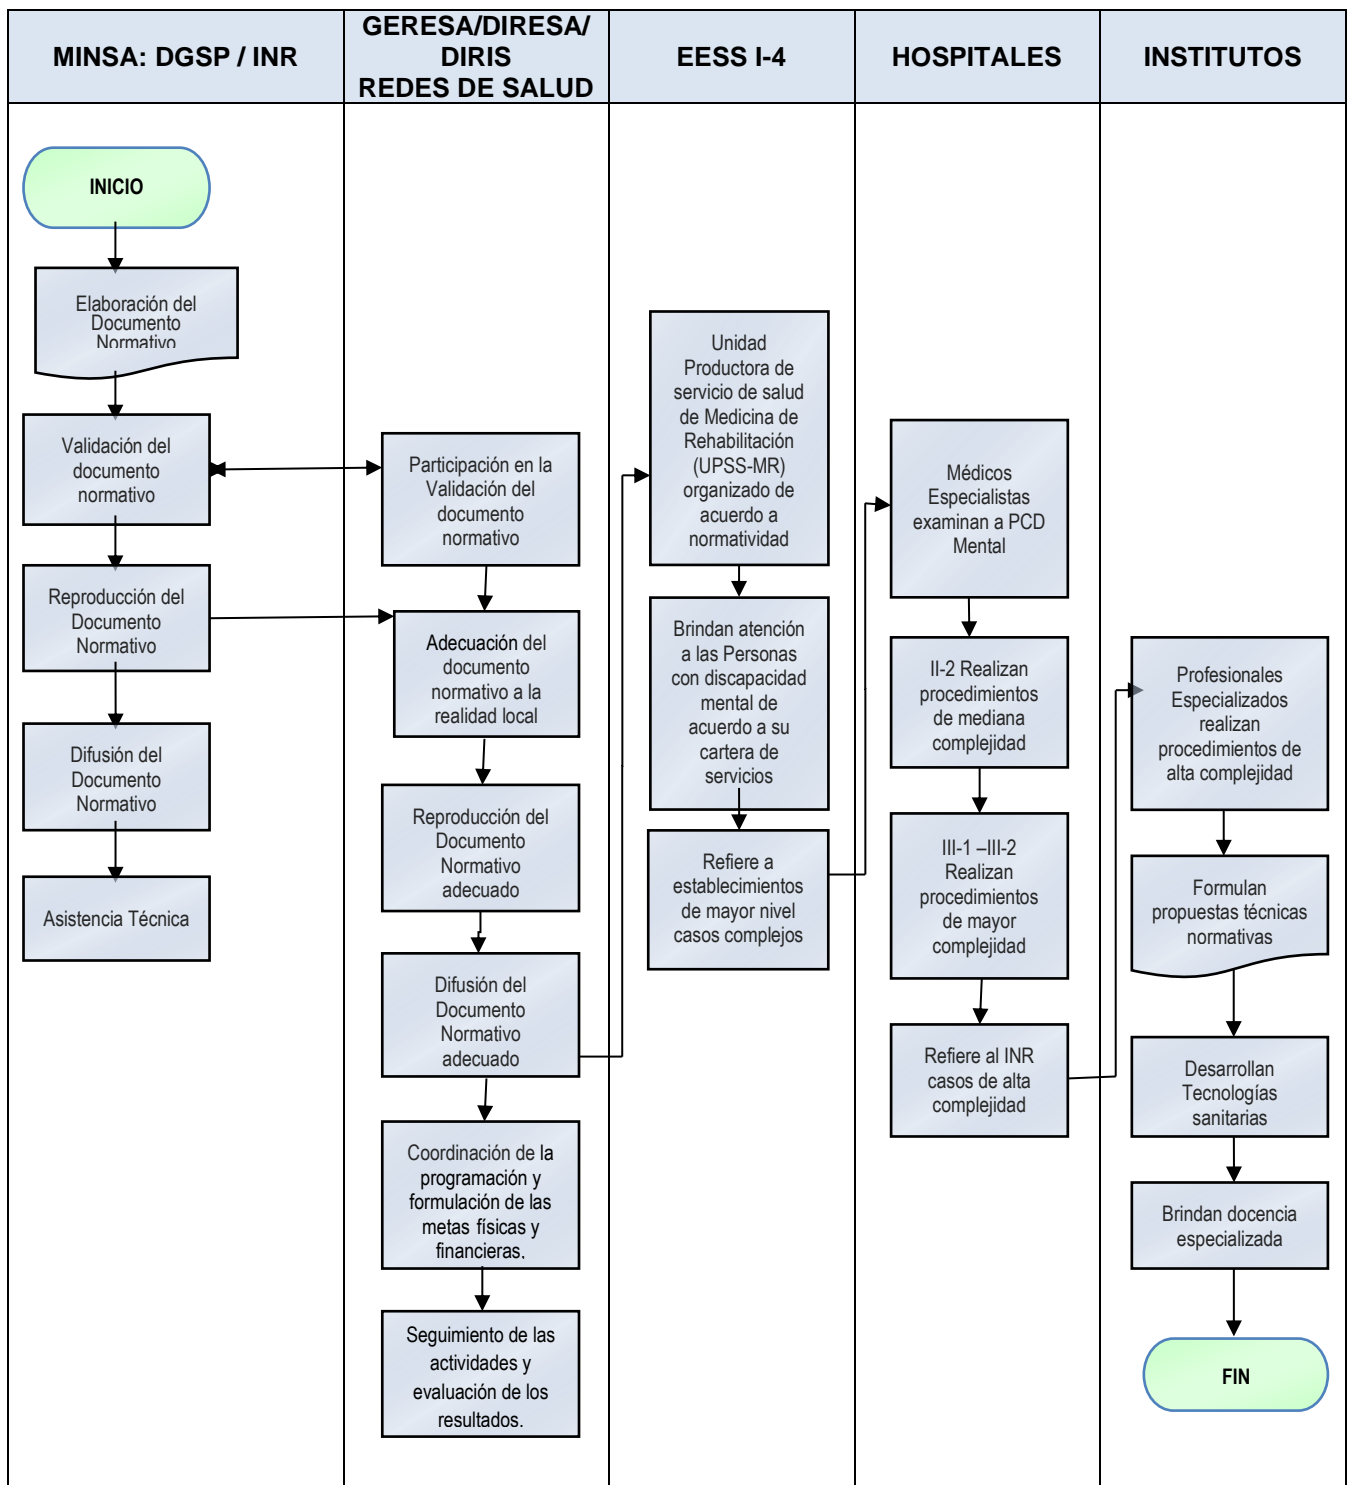 MINSA: DGSP / INR
GERESA/DIRESA/
DIRIS
REDES DE SALUD
EESS I-4
HOSPITALES
INSTITUTOS
INICIO
Elaboración del
Documento
Normativo
Validación del
documento
normativo
Reproducción del
Documento
Normativo
Difusión del
Documento
Normativo
Asistencia Técnica
Participación en la
Validación del
documento
normativo
Adecuación del
documento
normativo a la
realidad local
Reproducción del
Documento
Normativo
adecuado
Difusión del
Documento
Normativo
adecuado
Coordinación de la
programación y
formulación de las
metas físicas y
financieras.
Seguimiento de las
actividades y
evaluación de los
resultados.
Unidad
Productora de
servicio de salud
de Medicina de
Rehabilitación
(UPSS-MR)
organizado de
acuerdo a
normatividad
Brindan atención
a las Personas
con discapacidad
mental de
acuerdo a su
cartera de
servicios
Refiere a
establecimientos
de mayor nivel
casos complejos
Médicos
Especialistas
examinan a PCD
Mental
II-2 Realizan
procedimientos
de mediana
complejidad
III-1 –III-2
Realizan
procedimientos
de mayor
complejidad
Refiere al INR
casos de alta
complejidad
Profesionales
Especializados
realizan
procedimientos de
alta complejidad
Formulan
propuestas técnicas
normativas
Desarrollan
Tecnologías
sanitarias
Brindan docencia
especializada
FIN